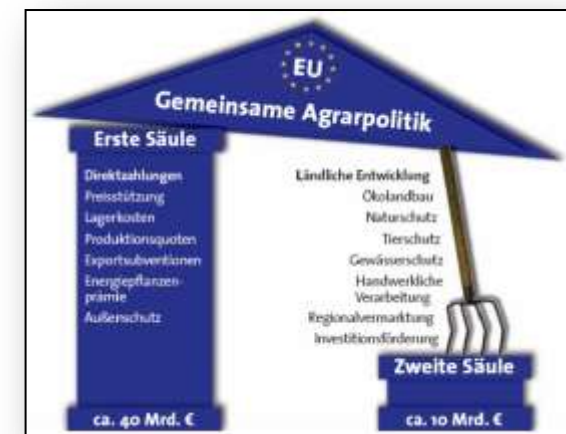 EU
Gemeinsame Agrarpolitik
Erste Säule
Direktzahlungen
Preisstützung
Lagerkosten
Produktionsquoten
Exportsubventionen
Energiepflanzen-
prämie
Außenschutz
ca. 40 Mrd. €
Ländliche Entwicklung
Ökolandbau
Naturschutz
Tierschutz
Gewässerschutz
Handwerkliche
Verarbeitung
Regionalvermarktung
Investitionsförderung
Zweite Säule
ca. 10 Mrd. €